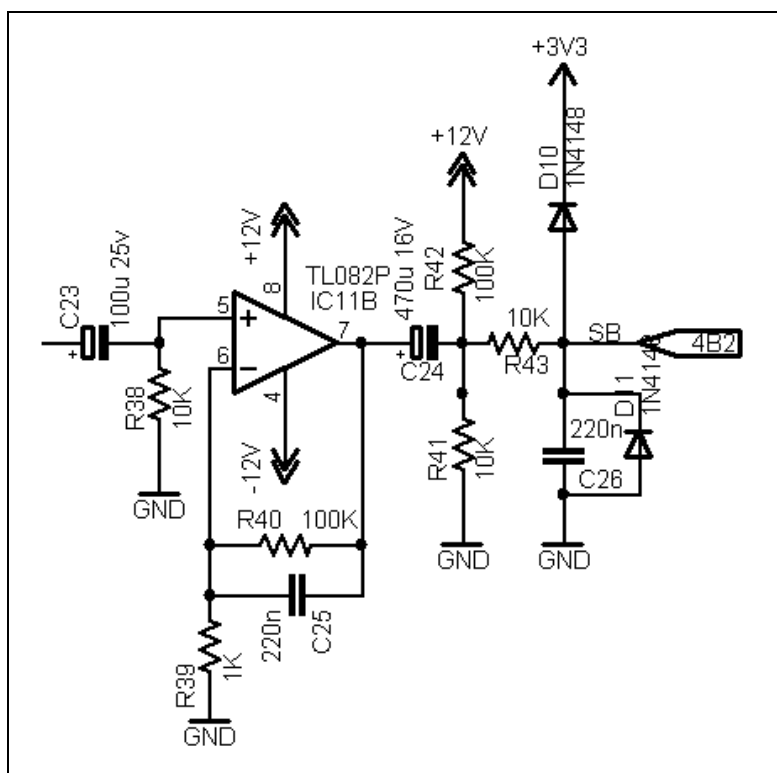 +3V3
D10
1N4148
+12V
R42
100K
470u 16V
C24
+12V
TL082P
IC11B
8
C23
100u 25v
+
5
+
6
-
7
4
-12V
R38
10K
GND
+
10K
R43
SB
4B2
R41
10K
GND
D11
220n
C26
GND
R40
100K
220n
C25
R39
1K
GND